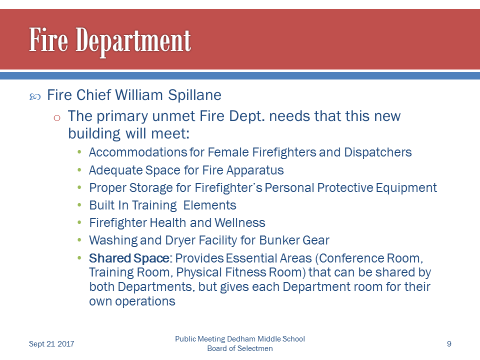 Fire Department
Fire Chief William Spillane
o The primary unmet Fire Dept. needs that this new
building will meet:
• Accommodations for Female Firefighters and Dispatchers
• Adequate Space for Fire Apparatus
• Proper Storage for Firefighter's Personal Protective Equipment
• Built In Training Elements
• Firefighter Health and Wellness
• Washing and Dryer Facility for Bunker Gear
• Shared Space: Provides Essential Areas (Conference Room,
Training Room, Physical Fitness Room) that can be shared by
both Departments, but gives each Department room for their
own operations
Sept 21 2017
Public Meeting Dedham Middle School
Board of Selectmen
9